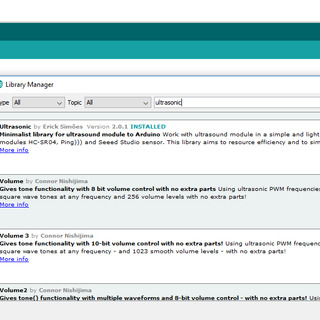 Library Manager
ype All Topic All ultrasonic
Ultrasonic by Erick Simões Version 2.0.1 INSTALLED
Minimalist library for ultrasound module to Arduino Work with ultrasound module in a simple and light
modules HC-SR04, Ping))) and Seeed Studio sensor. This library aims to resource efficiency and to sim
More info
Volume by Connor Nishijima
Gives tone functionality with 8 bit volume control with no extra parts Using ultrasonic PWM frequencies
square wave tones at any frequency and 256 volume levels with no extra parts!
More info
Volume 3 by Connor Nishijima
Gives tone functionality with 10-bit volume control with no extra parts! Using ultrasonic PWM frequenc
square wave tones at any frequency - and 1023 smooth volume levels - with no extra parts!
More info
Volume2 by Connor Nishijima
Gives tone() functionality with multiple waveforms and 8-bit volume control - with no extra parts! Using